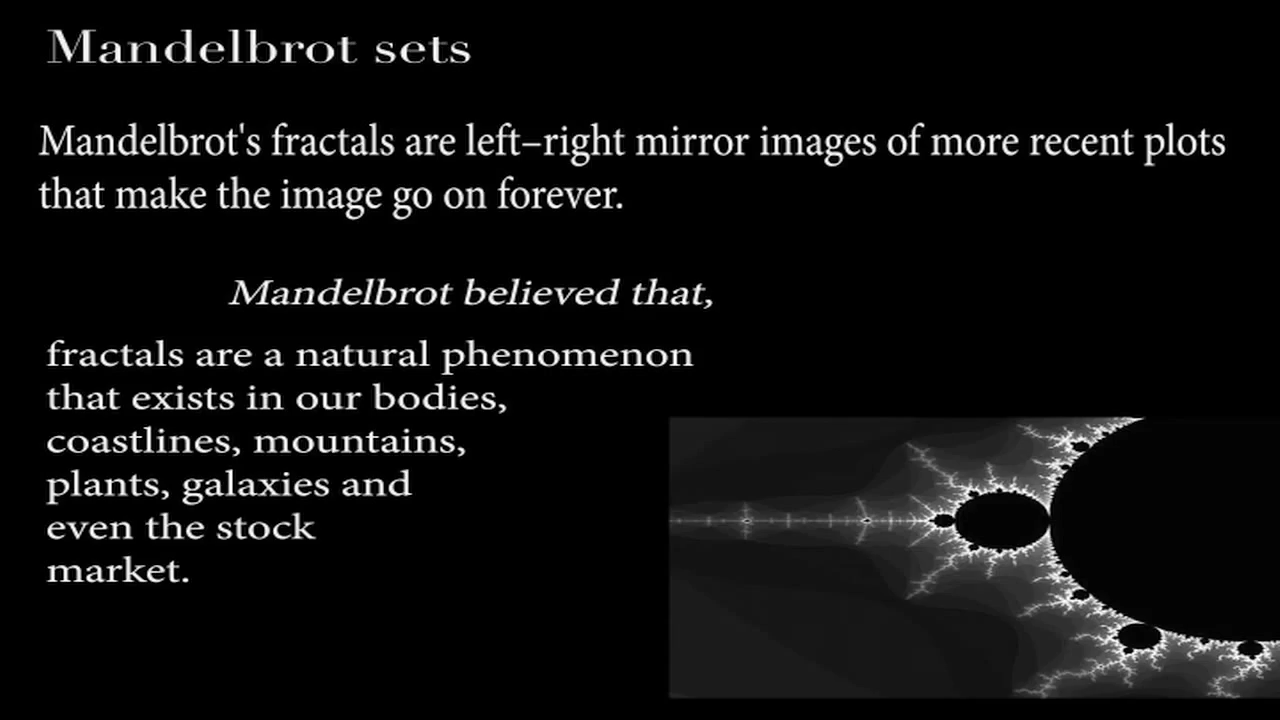 Mandelbrot sets
Mandelbrot's fractals are left–right mirror images of more recent plots
that make the image go on forever.
Mandelbrot believed that,
fractals are a natural phenomenon
that exists in our bodies,
coastlines, mountains,
plants, galaxies and
even the stock
market.